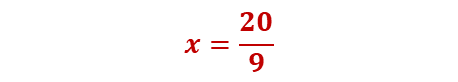 x = 20/9